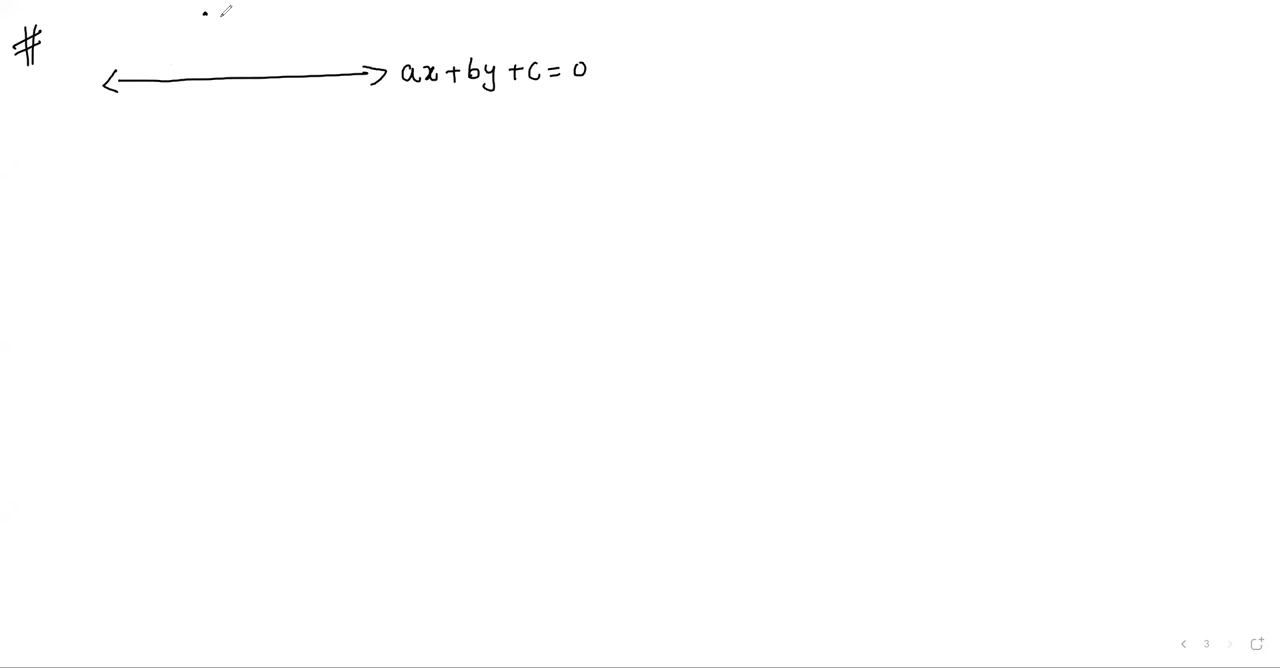 #
ax + by + c = 0
3